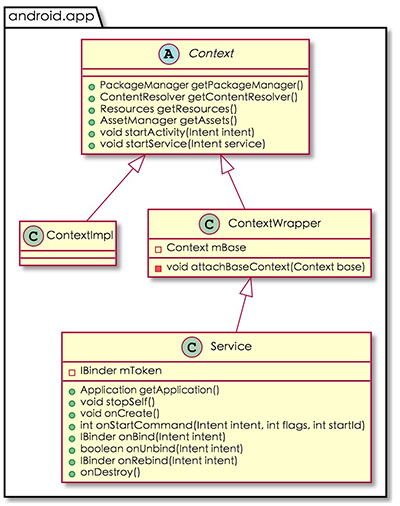 android.app
A Context
PackageManager getPackageManager()
ContentResolver getContentResolver()
Resources getResources()
AssetManager getAssets()
void startActivity(Intent intent)
void startService(Intent service)
C ContextImpl
C ContextWrapper
Context mBase
void attachBaseContext(Context base)
C Service
IBinder mToken
Application getApplication()
void stopSelf()
void onCreate()
int onStartCommand(Intent intent, int flags, int startId)
IBinder onBind(Intent intent)
boolean onUnbind(Intent intent)
IBinder onRebind(Intent intent)
onDestroy()